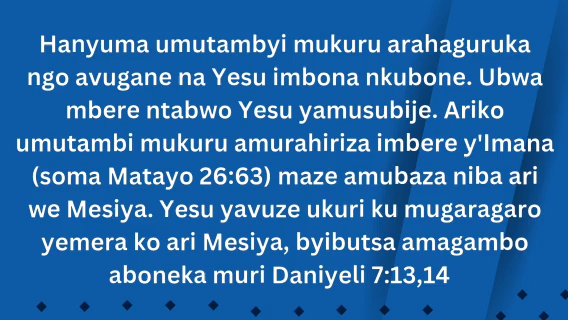 Hanyuma umutambyi mukuru arahaguruka
ngo avugane na Yesu imbona nkubone. Ubwa
mbere ntabwo Yesu yamusubije. Ariko
umutambi mukuru amurahiriza imbere y'Imana
(soma Matayo 26:63) maze amubaza niba ari
we Mesiya. Yesu yavuze ukuri ku mugaragaro
yemera ko ari Mesiya, byibutsa amagambo
aboneka muri Daniyeli 7:13,14